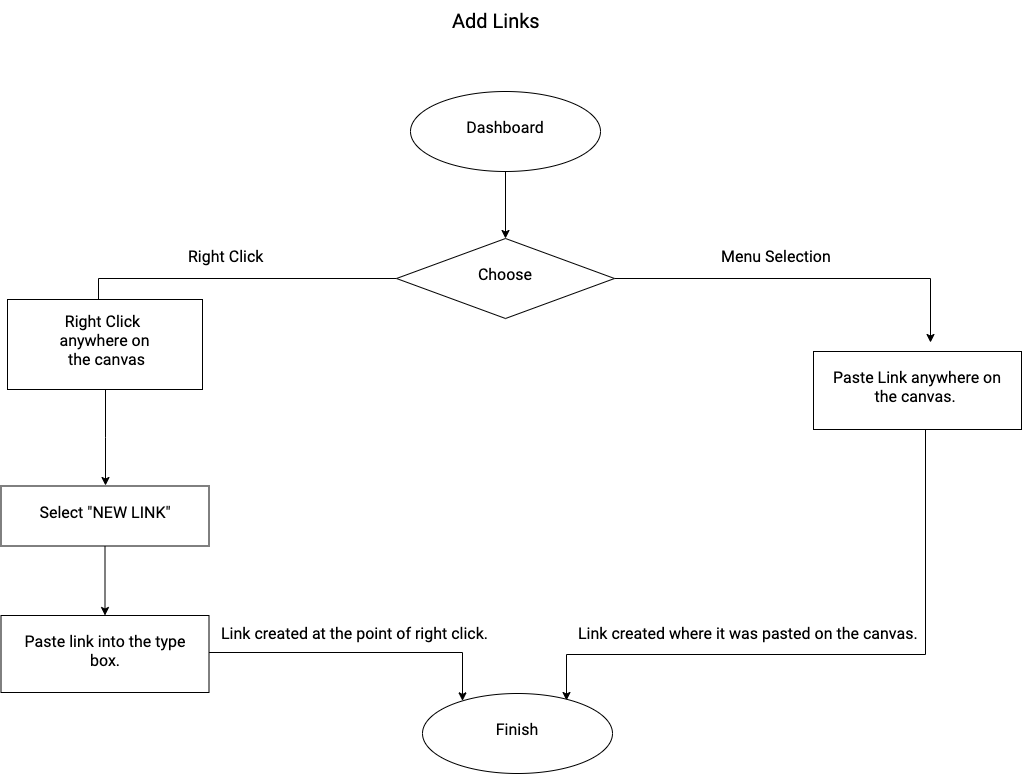 Add Links
Dashboard
Right Click
Menu Selection
Choose
Right Click
anywhere on
the canvas
Paste Link anywhere on
the canvas.
Select "NEW LINK"
Paste link into the type
box.
Link created at the point of right click.
Link created where it was pasted on the canvas.
Finish